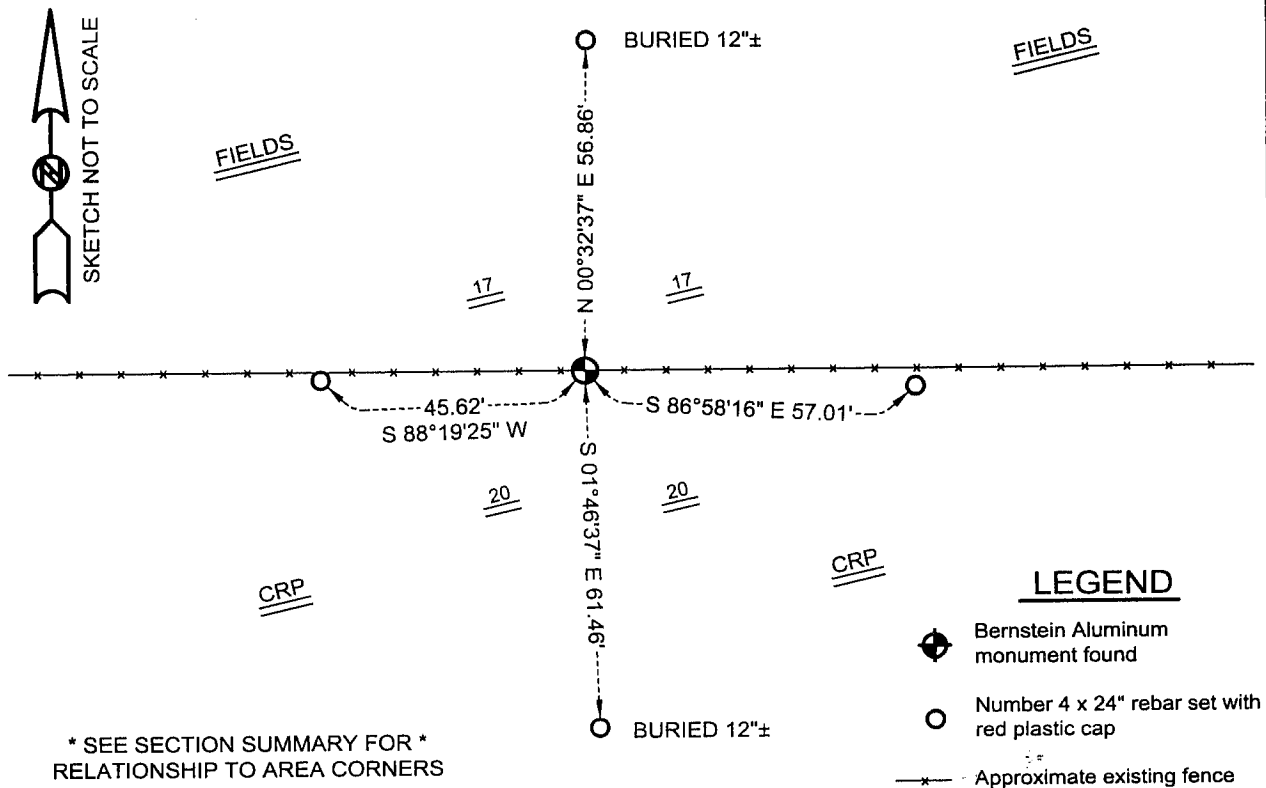 SKETCH NOT TO SCALE
N
BURIED 12"±
FIELDS
FIELDS
N 00°32'37" E 56.86'
17
17
45.62'
S 88°19'25" W
S 86°58'16" E 57.01'
S 01°46'37" E 61.46'
20
20
CRP
CRP
BURIED 12"±
* SEE SECTION SUMMARY FOR *
RELATIONSHIP TO AREA CORNERS
LEGEND
Bernstein Aluminum
monument found
Number 4 x 24" rebar set with
red plastic cap
Approximate existing fence